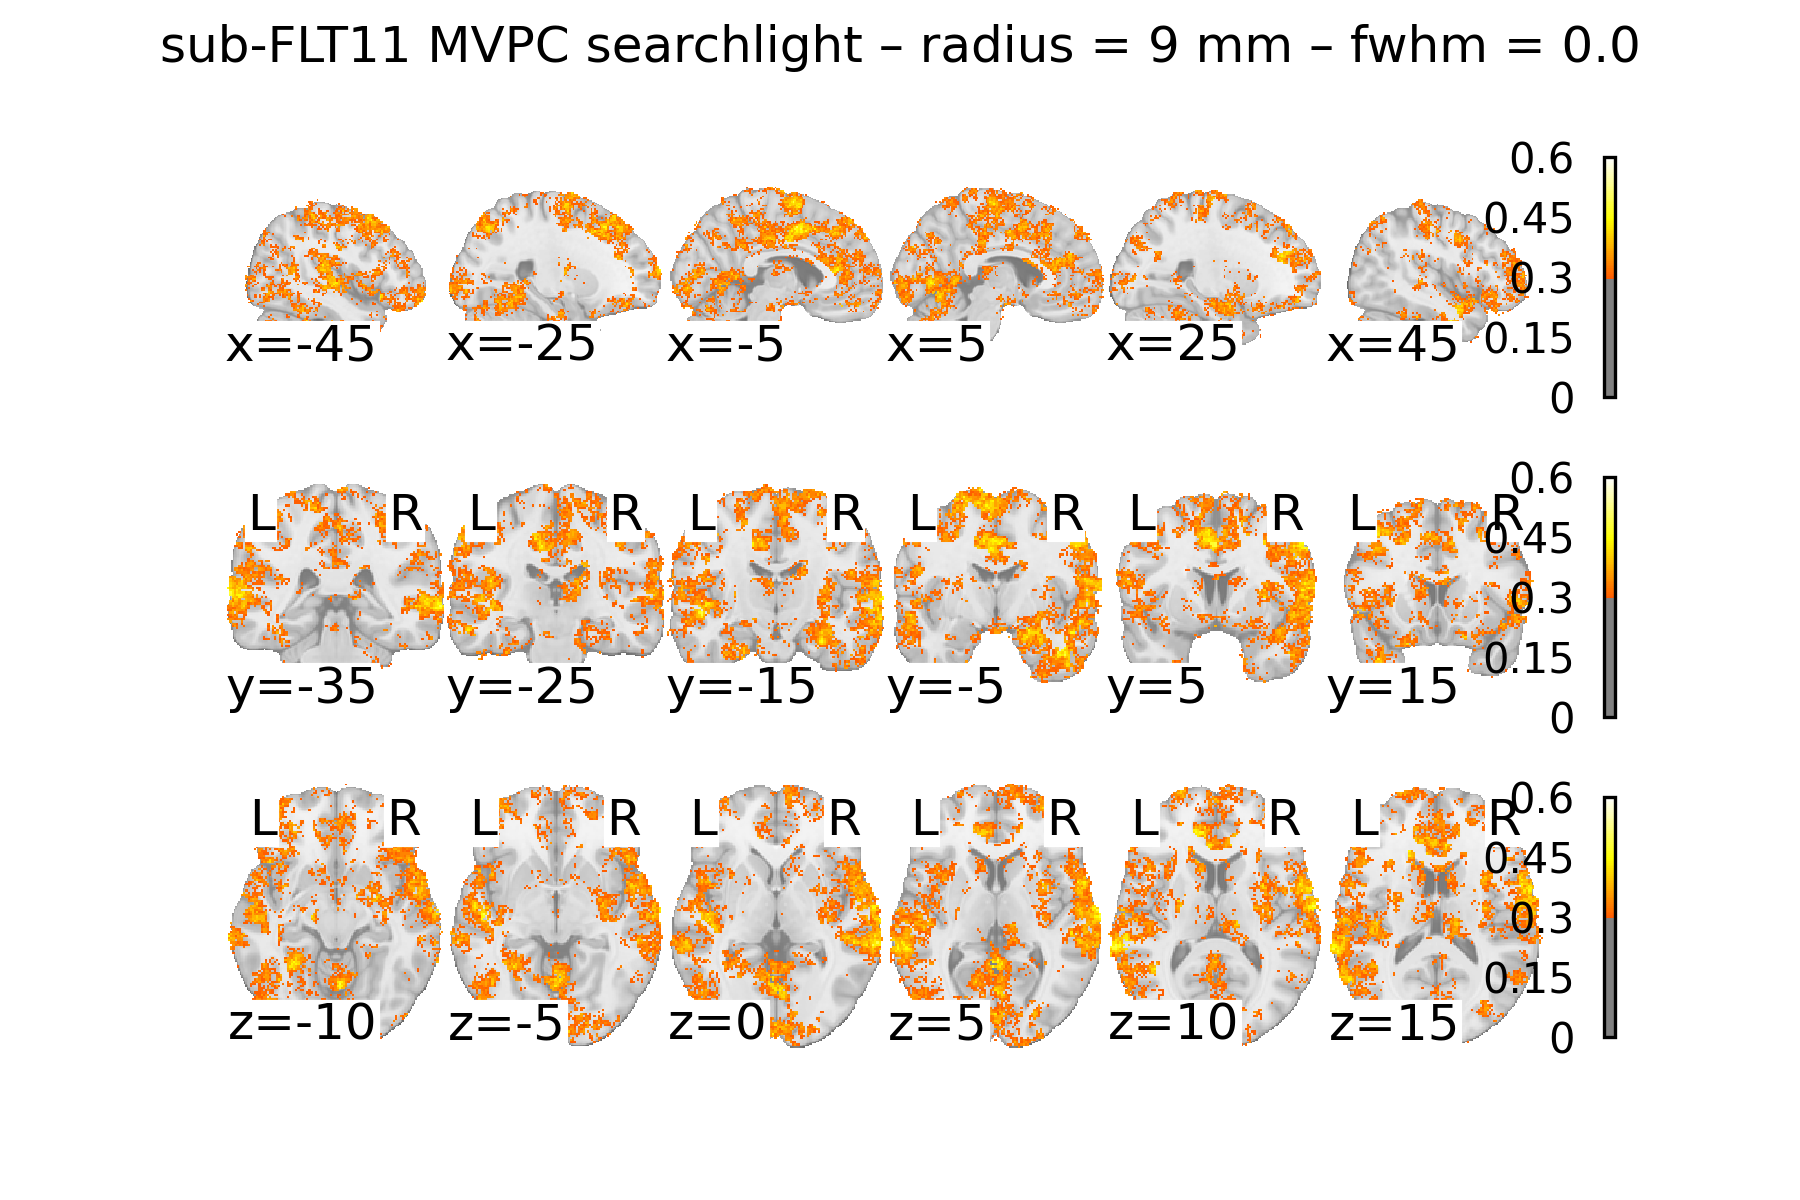 sub-FLT11 MVPC searchlight – radius = 9 mm – fwhm = 0.0
0.6
0.45
0.3
0.15
0
x=-45 x=-25 x=-5 x=5 x=25 x=45
L R L R L R L R L R L R
0.6
0.45
0.3
0.15
0
y=-35 y=-25 y=-15 y=-5 y=5 y=15
L R L R L R L R L R L R
0.6
0.45
0.3
0.15
0
z=-10 z=-5 z=0 z=5 z=10 z=15